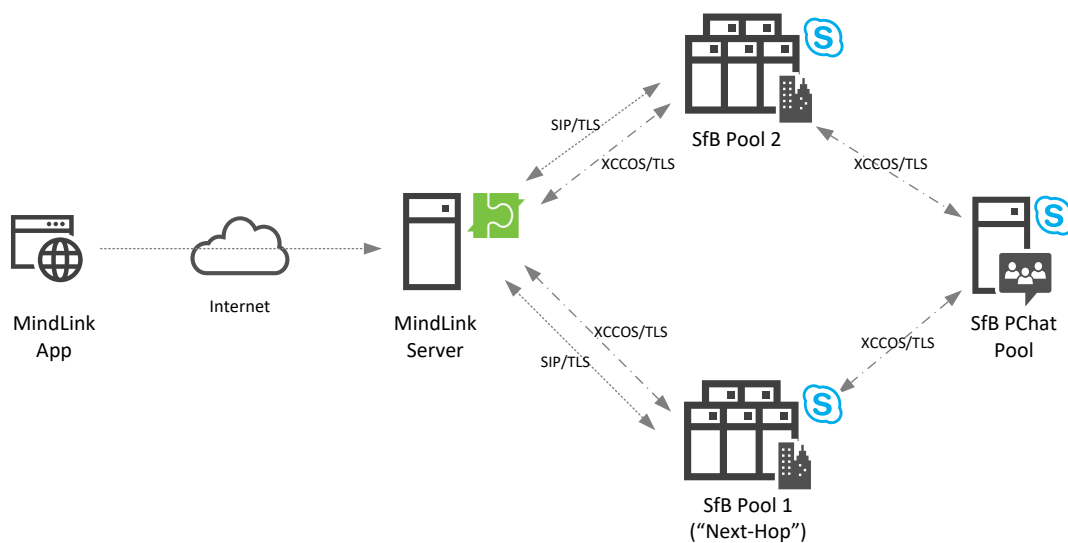 SfB Pool 2
SIP/TLS
XCCOS/TLS
XCCOS/TLS
MindLink
App
Internet
MindLink
Server
SfB PChat
Pool
XCCOS/TLS
SIP/TLS
XCCOS/TLS
SfB Pool 1
(“Next-Hop”)